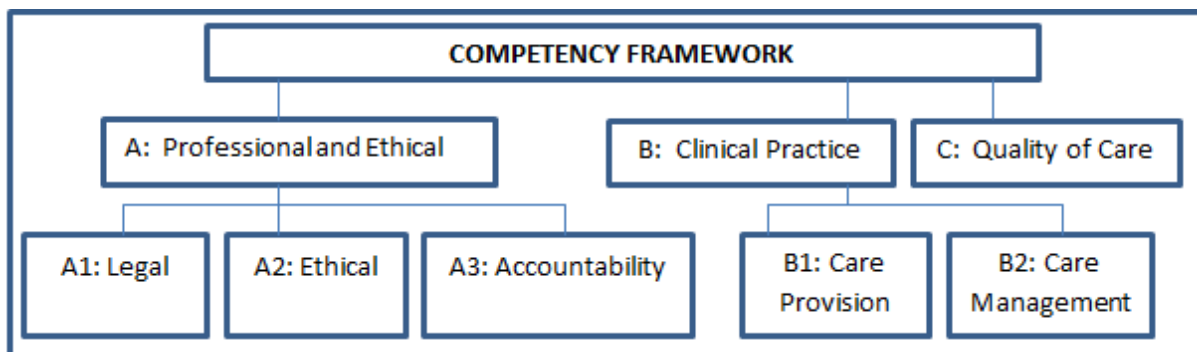 COMPETENCY FRAMEWORK
A: Professional and Ethical
B: Clinical Practice
C: Quality of Care
A1: Legal
A2: Ethical
A3: Accountability
B1: Care
Provision
B2: Care
Management